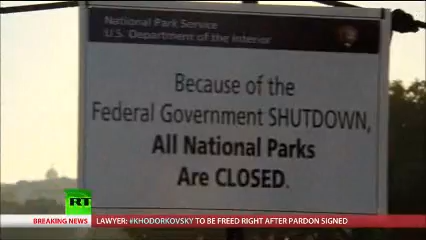 National Park Service
U.S. Department of the Interior
Because of the
Federal Government SHUTDOWN,
All National Parks
Are CLOSED.
RT
BREAKING NEWS LAWYER: #KHODORKOVSKY TO BE FREED RIGHT AFTER PARDON SIGNED